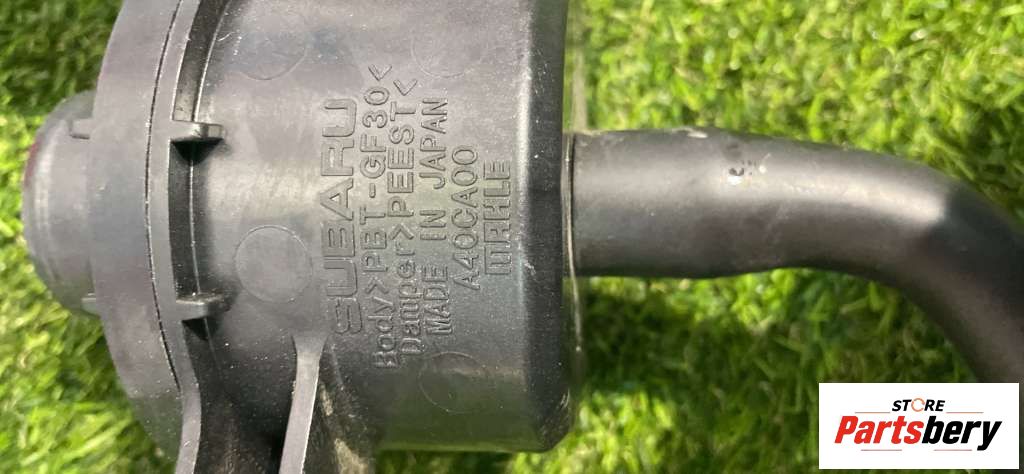 SUBARU
Body>PBT-GF30<
Damper>PEEST<
MADE IN JAPAN
A40CA00
MAHLE
STORE
Partsbery